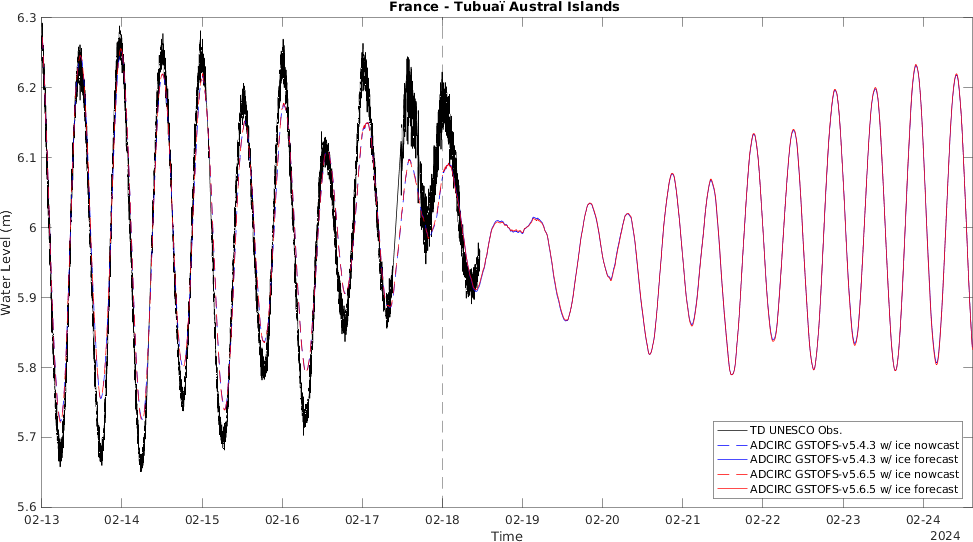 France - Tubuaï Austral Islands
6.3
6.2
6.1
6
5.9
5.8
5.7
5.6
Water Level (m)
TD UNESCO Obs.
ADCIRC GSTOFS-v5.4.3 w/ ice nowcast
ADCIRC GSTOFS-v5.4.3 w/ ice forecast
ADCIRC GSTOFS-v5.6.5 w/ ice nowcast
ADCIRC GSTOFS-v5.6.5 w/ ice forecast
02-13 02-14 02-15 02-16 02-17 02-18 02-19 02-20 02-21 02-22 02-23 02-24
Time
2024